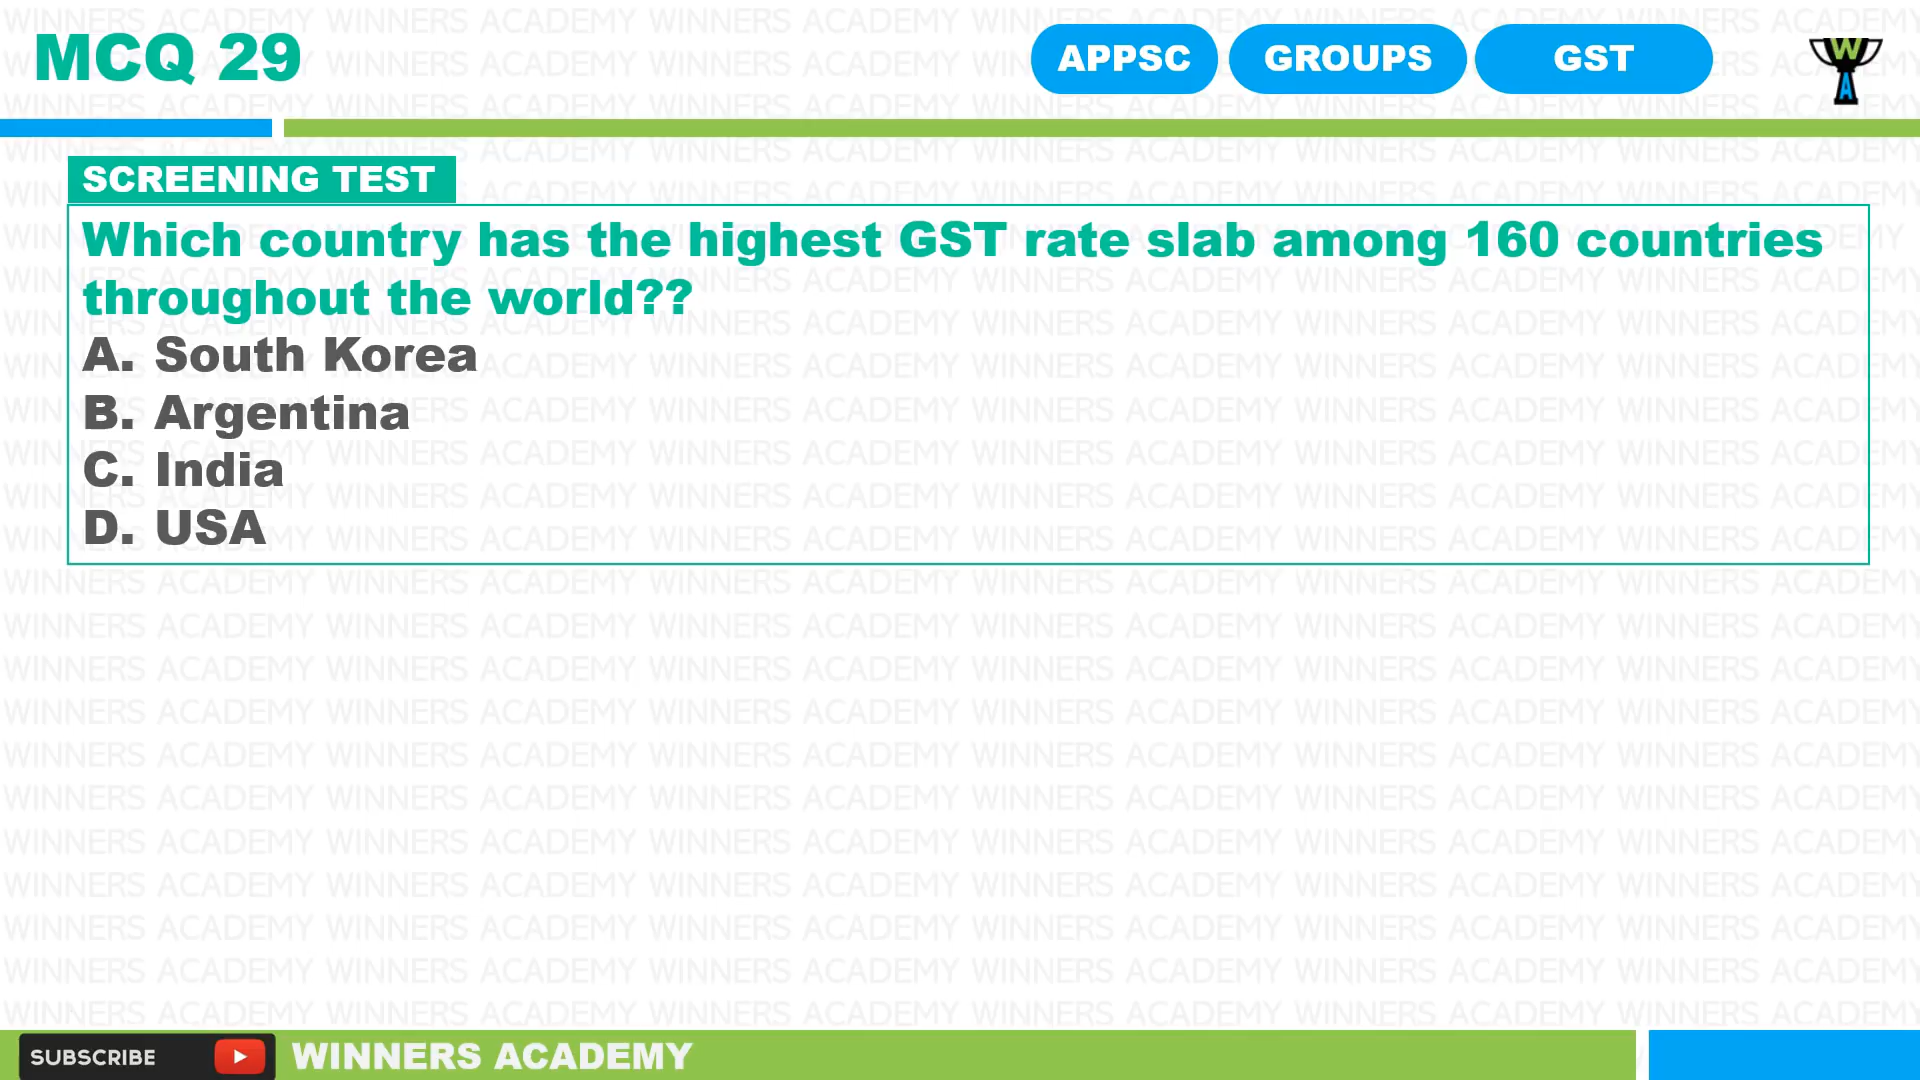 MCQ 29
APPSC
GROUPS
GST
W
A
SCREENING TEST
Which country has the highest GST rate slab among 160 countries
throughout the world??
A. South Korea
B. Argentina
C. India
D. USA
SUBSCRIBE
WINNERS ACADEMY